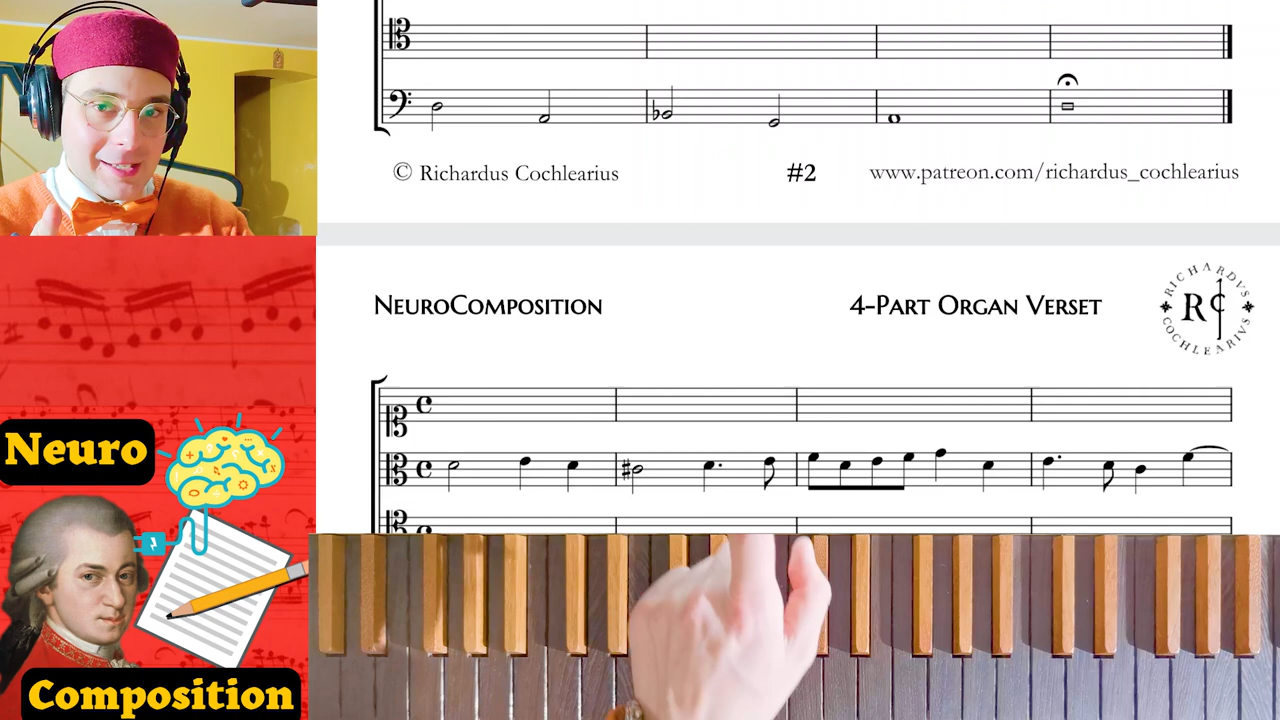 © Richardus Cochlearius
#2
www.patreon.com/richardus_cochlearius
NeuroComposition
4-Part Organ Verset
RICHARDVS
RC
COCHLEARIVS
Neuro
Composition